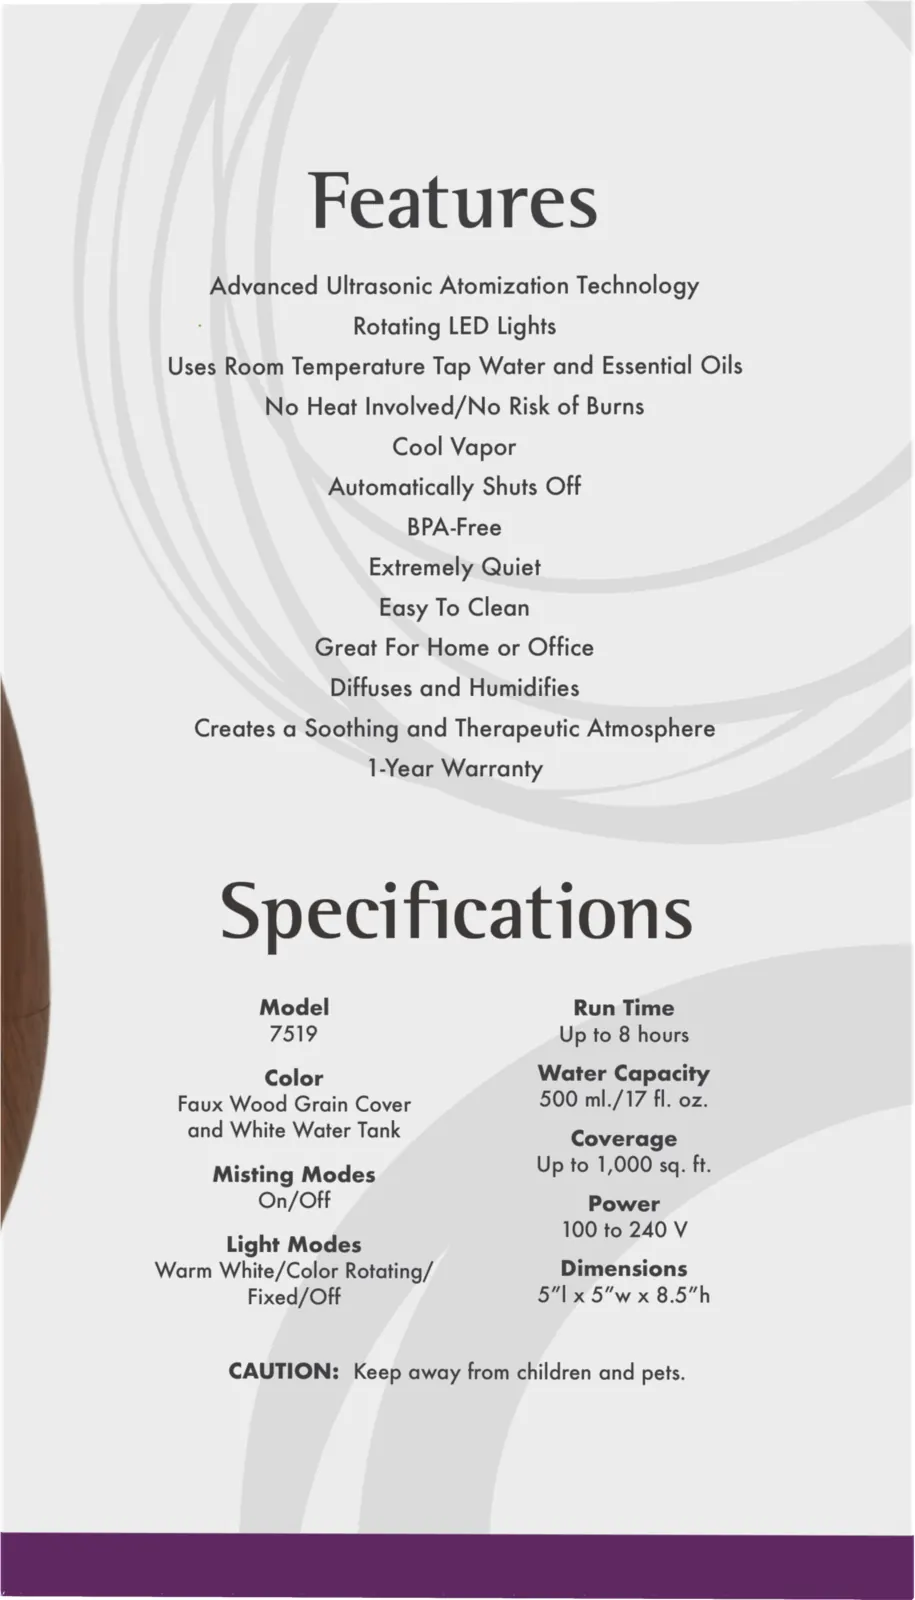 Features
Advanced Ultrasonic Atomization Technology
Rotating LED Lights
Uses Room Temperature Tap Water and Essential Oils
No Heat Involved/No Risk of Burns
Cool Vapor
Automatically Shuts Off
BPA-Free
Extremely Quiet
Easy To Clean
Great For Home or Office
Diffuses and Humidifies
Creates a Soothing and Therapeutic Atmosphere
1-Year Warranty
Specifications
Model
7519
Color
Faux Wood Grain Cover
and White Water Tank
Misting Modes
On/Off
Light Modes
Warm White/Color Rotating/
Fixed/Off
Run Time
Up to 8 hours
Water Capacity
500 ml./17 fl. oz.
Coverage
Up to 1,000 sq. ft.
Power
100 to 240 V
Dimensions
5"l x 5"w x 8.5"h
CAUTION: Keep away from children and pets.